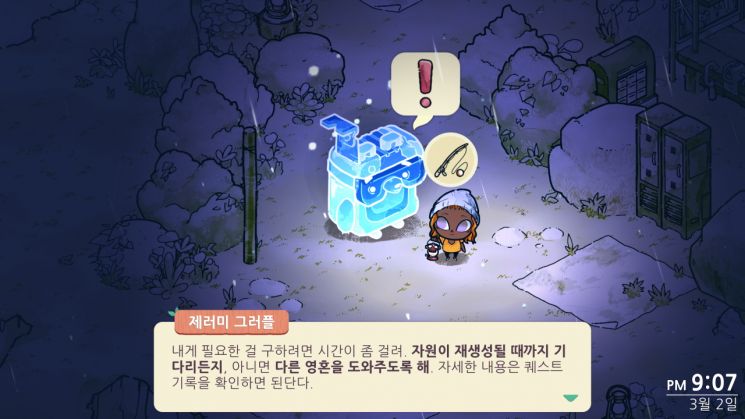 제러미 그러플
내게 필요한 걸 구하려면 시간이 좀 걸려. 자원이 재생성될 때까지 기
다리든지, 아니면 다른 영혼을 도와주도록 해. 자세한 내용은 퀘스트
기록을 확인하면 된단다.
PM 9:07
3월 2일